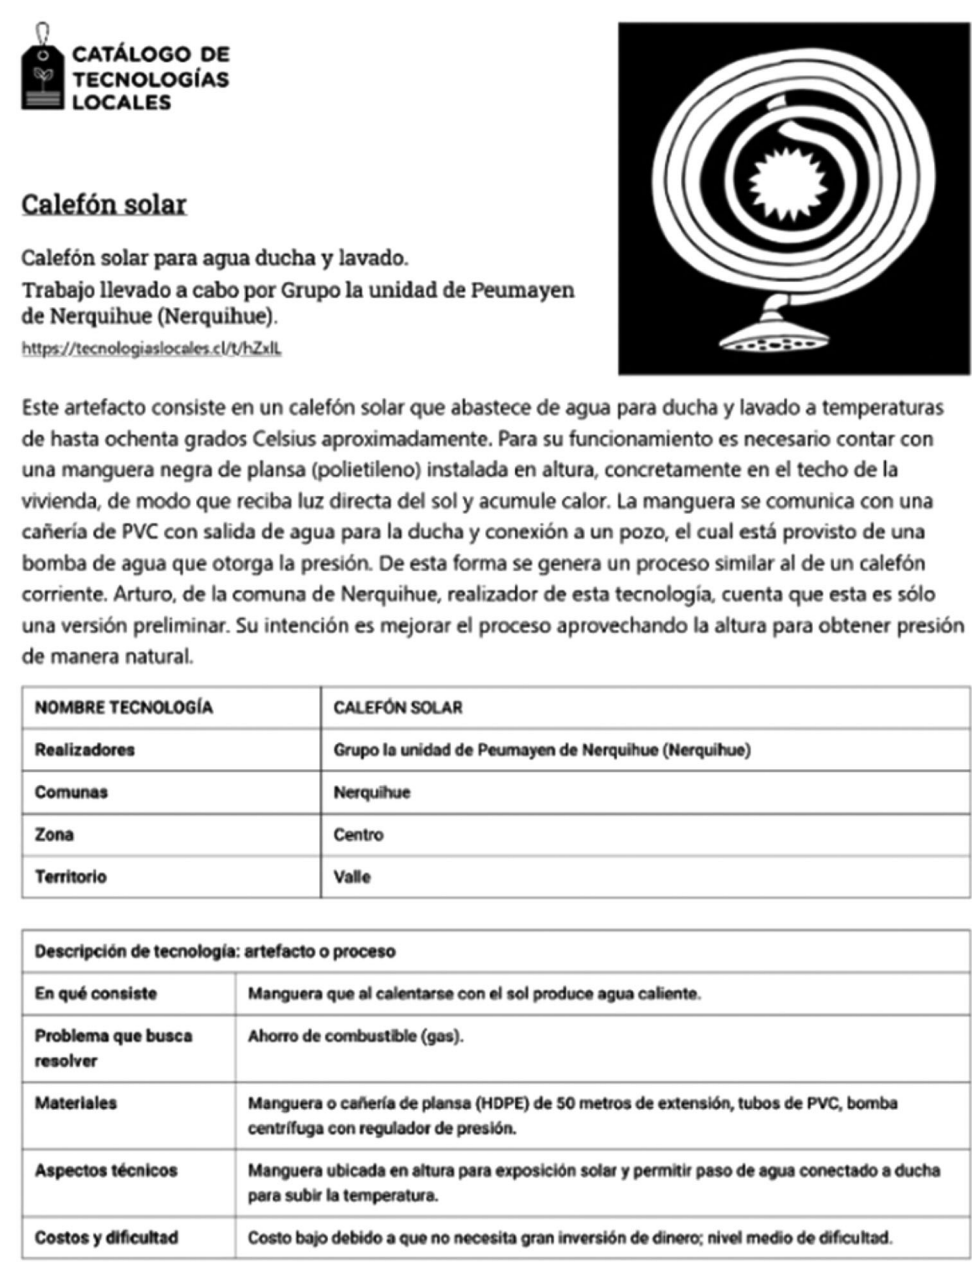 CATÁLOGO DE
TECNOLOGÍAS
LOCALES
Calefón solar
Calefón solar para agua ducha y lavado.
Trabajo llevado a cabo por Grupo la unidad de Peumayen
de Nerquihue (Nerquihue).
https://tecnologiaslocales.cl/t/hZxlL
Este artefacto consiste en un calefón solar que abastece de agua para ducha y lavado a temperaturas
de hasta ochenta grados Celsius aproximadamente. Para su funcionamiento es necesario contar con
una manguera negra de plansa (polietileno) instalada en altura, concretamente en el techo de la
vivienda, de modo que reciba luz directa del sol y acumule calor. La manguera se comunica con una
cañería de PVC con salida de agua para la ducha y conexión a un pozo, el cual está provisto de una
bomba de agua que otorga la presión. De esta forma se genera un proceso similar al de un calefón
corriente. Arturo, de la comuna de Nerquihue, realizador de esta tecnología, cuenta que esta es sólo
una versión preliminar. Su intención es mejorar el proceso aprovechando la altura para obtener presión
de manera natural.
NOMBRE TECNOLOGÍA CALEFÓN SOLAR
Realizadores Grupo la unidad de Peumayen de Nerquihue (Nerquihue)
Comunas Nerquihue
Zona Centro
Territorio Valle
Descripción de tecnología: artefacto o proceso
En qué consiste Manguera que al calentarse con el sol produce agua caliente.
Problema que busca Ahorro de combustible (gas).
resolver
Materiales Manguera o cañería de plansa (HDPE) de 50 metros de extensión, tubos de PVC, bomba
centrífuga con regulador de presión.
Aspectos técnicos Manguera ubicada en altura para exposición solar y permitir paso de agua conectado a ducha
para subir la temperatura.
Costos y dificultad Costo bajo debido a que no necesita gran inversión de dinero; nivel medio de dificultad.